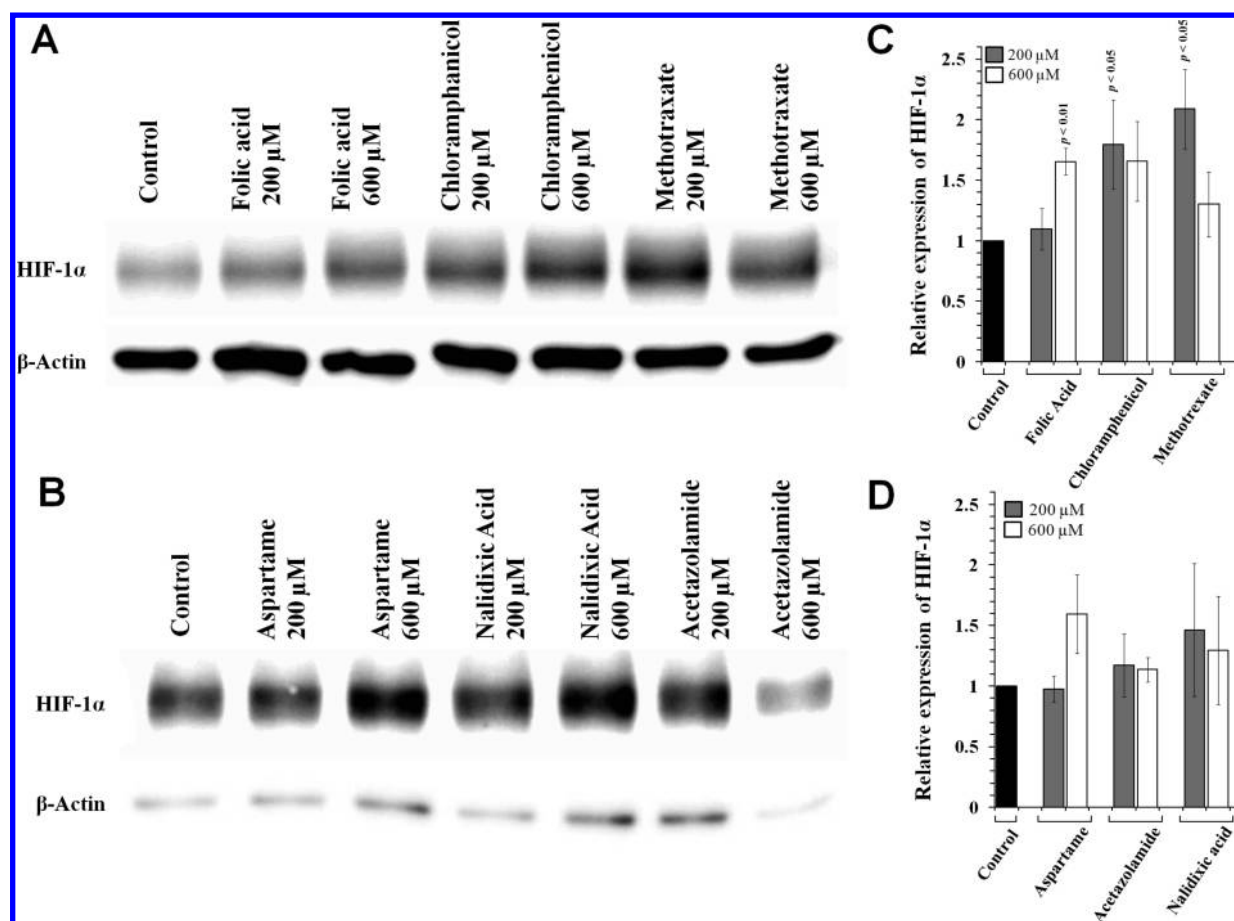 A
Control
Folic acid
200 µM
Folic acid
600 µM
Chloramphanicol
200 µM
Chloramphenicol
600 µM
Methotraxate
200 µM
Methotraxate
600 µM
HIF-1α
β-Actin
B
Control
Aspartame
200 µM
Aspartame
600 µM
Nalidixic Acid
200 µM
Nalidixic Acid
600 µM
Acetazolamide
200 µM
Acetazolamide
600 µM
HIF-1α
β-Actin
C
Relative expression of HIF-1α
2.5
2
1.5
1
0.5
0
200 µM
600 µM
p < 0.01
p < 0.05
p < 0.05
Control
Folic Acid
Chloramphenicol
Methotrexate
D
Relative expression of HIF-1α
2.5
2
1.5
1
0.5
0
200 µM
600 µM
Control
Aspartame
Acetazolamide
Nalidixic acid